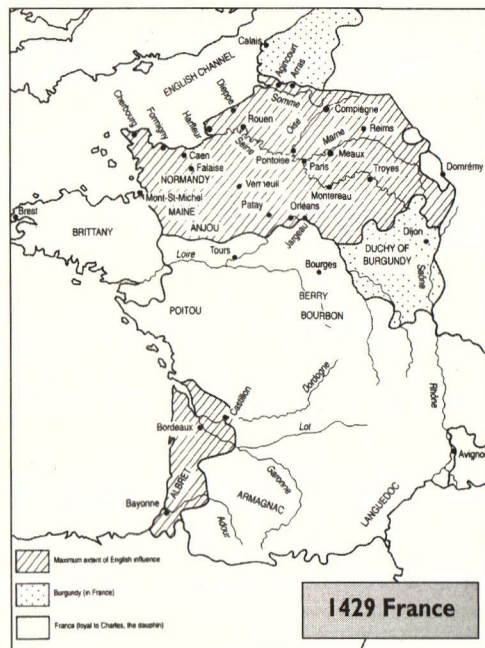 Calais
Agincourt
Arras
ENGLISH CHANNEL
Somme
Dieppe
Cherbourg
Formigny
Harfleur
Rouen
Oise
Compiègne
Seine
Marne
Reims
Caen
Falaise
Pontoise
Paris
Meaux
NORMANDY
Verneuil
Troyes
Domrémy
Mont-St-Michel
Montereau
Brest
MAINE
Patay
Orléans
BRITTANY
ANJOU
Jargeau
Dijon
DUCHY OF
BURGUNDY
Loire
Tours
Bourges
Saône
BERRY
POITOU
BOURBON
Dordogne
Castillon
Rhône
Bordeaux
Lot
Avignon
ALBRET
Garonne
Bayonne
ARMAGNAC
LANGUEDOC
Adour
Maximum extent of English influence
Burgundy (in France)
France (loyal to Charles, the dauphin)
1429 France